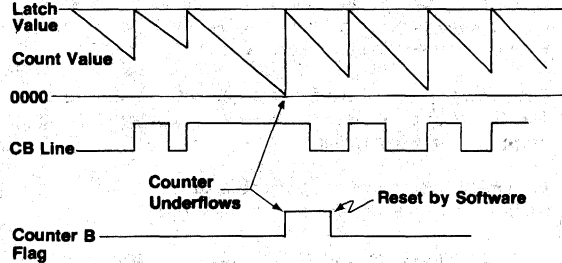 Latch
Value
Count Value
0000
CB Line
Counter
Underflows
Reset by Software
Counter B
Flag